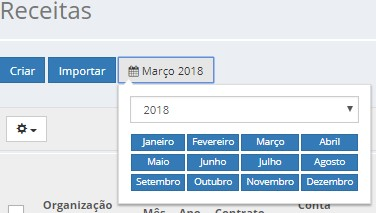 Receitas
Criar Importar Março 2018
2018
Janeiro Fevereiro Março Abril
Maio Junho Julho Agosto
Setembro Outubro Novembro Dezembro
Organização Mês Ano Contrato Conta